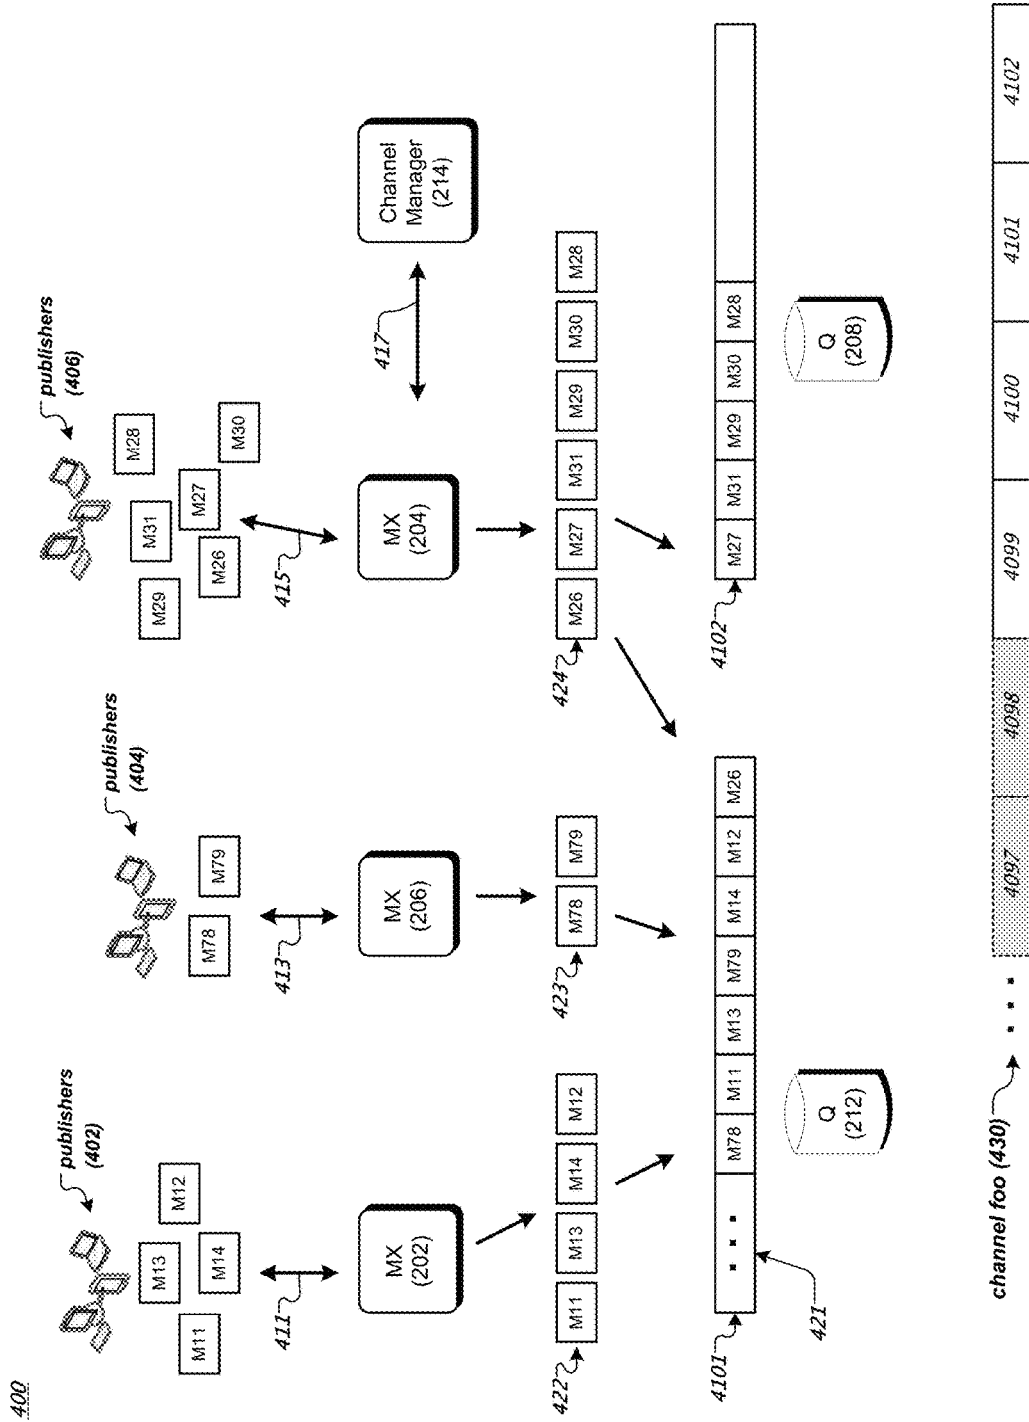 400
publishers
(402)
publishers
(404)
publishers
(406)
M11
M13
M14
M12
M78
M79
M29
M31
M26
M27
M28
M30
411
413
415
417
MX
(202)
MX
(206)
MX
(204)
Channel
Manager
(214)
422
M11
M13
M14
M12
423
M78
M79
424
M26
M27
M31
M29
M30
M28
4101
M78
M11
M13
M79
M14
M12
M26
4102
M27
M31
M29
M30
M28
421
Q
(212)
Q
(208)
channel foo (430)
4097
4098
4099
4100
4101
4102